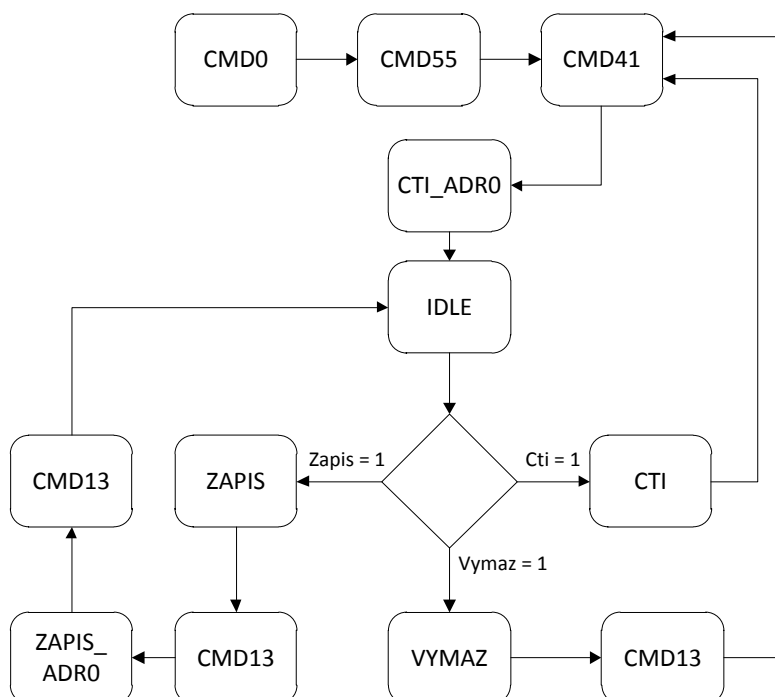 CMD0
CMD55
CMD41
CTI_ADR0
IDLE
CMD13
ZAPIS
Zapis = 1
Cti = 1
CTI
Vymaz = 1
ZAPIS_
ADR0
CMD13
VYMAZ
CMD13